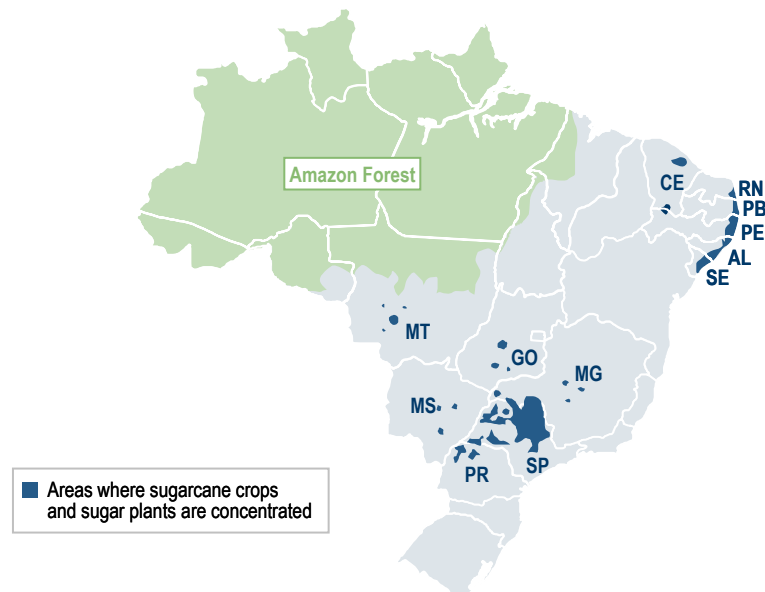 Amazon Forest
CE
RN
PB
PE
AL
SE
MT
GO
MG
MS
SP
PR
Areas where sugarcane crops
and sugar plants are concentrated